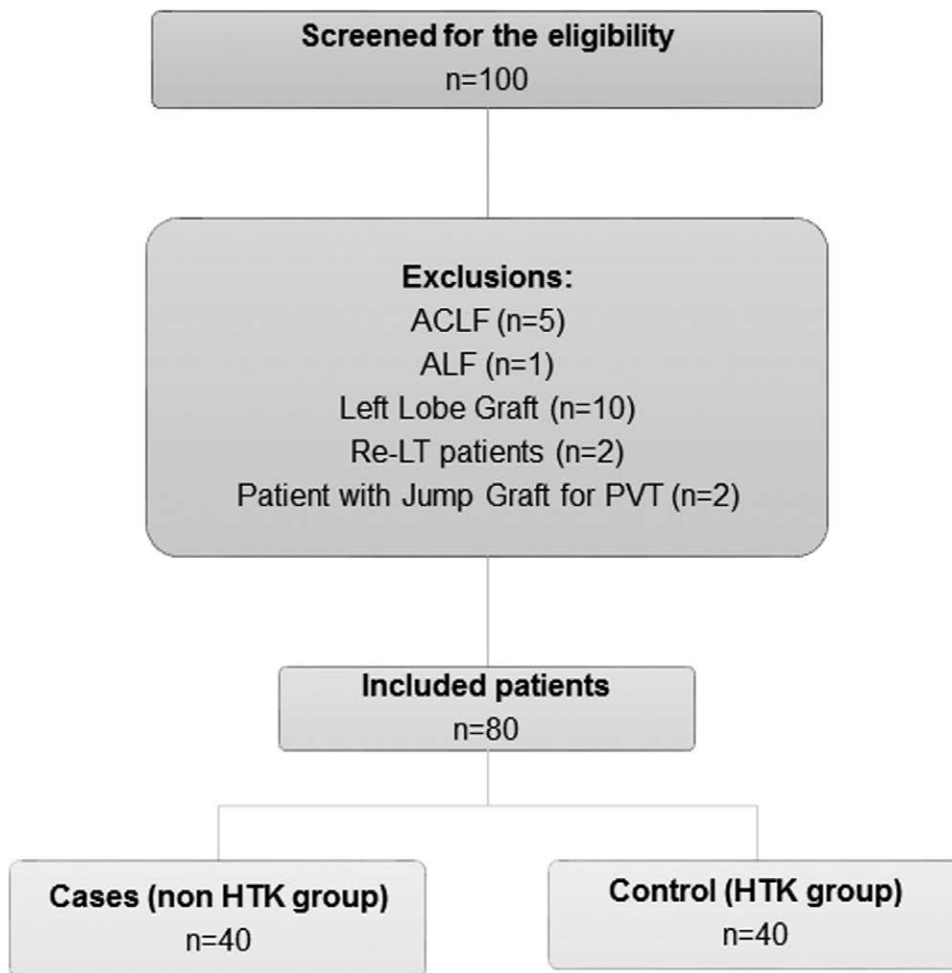 Screened for the eligibility
n=100
Exclusions:
ACLF (n=5)
ALF (n=1)
Left Lobe Graft (n=10)
Re-LT patients (n=2)
Patient with Jump Graft for PVT (n=2)
Included patients
n=80
Cases (non HTK group)
n=40
Control (HTK group)
n=40